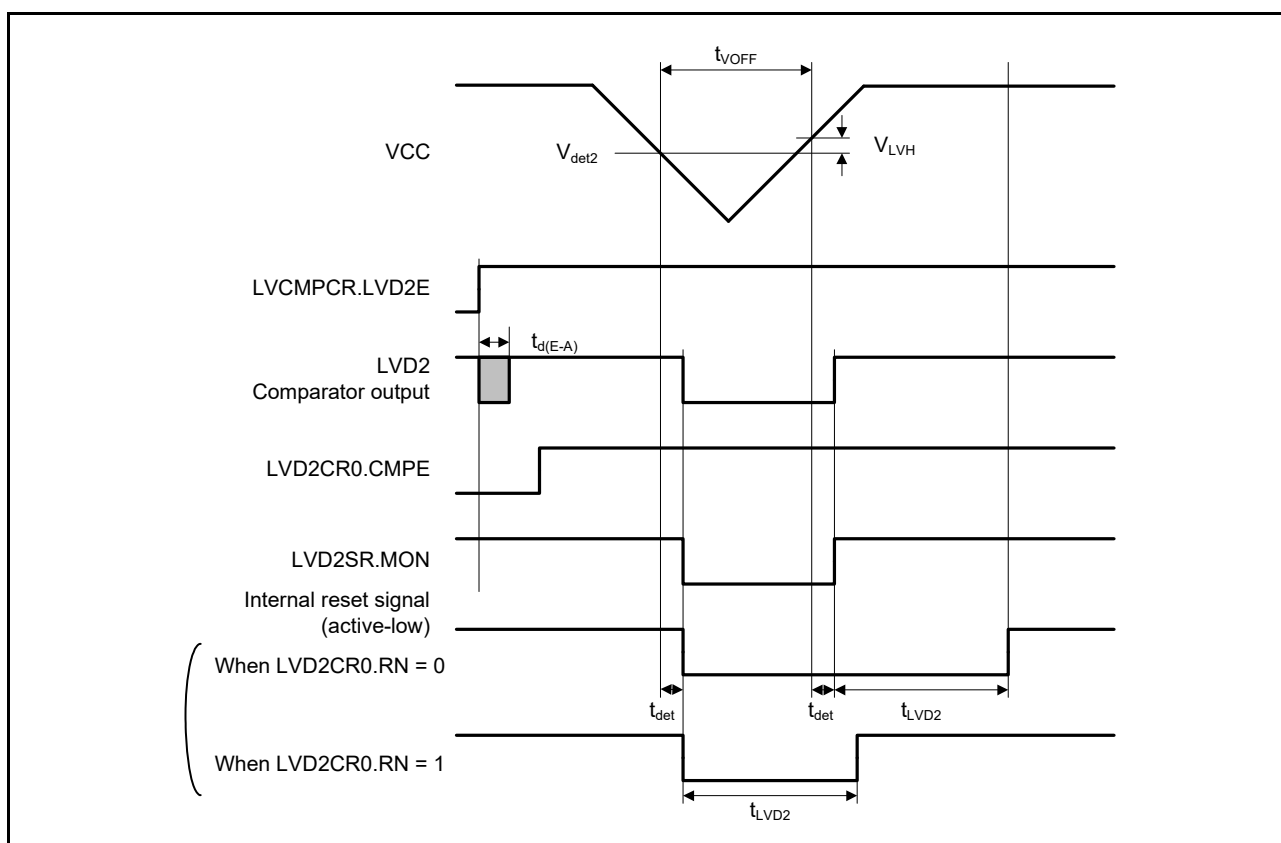 tVOFF
VCC
Vdet2
VLVH
LVCMPCR.LVD2E
td(E-A)
LVD2
Comparator output
LVD2CR0.CMPE
LVD2SR.MON
Internal reset signal
(active-low)
When LVD2CR0.RN = 0
tdet
tdet
tLVD2
When LVD2CR0.RN = 1
tLVD2